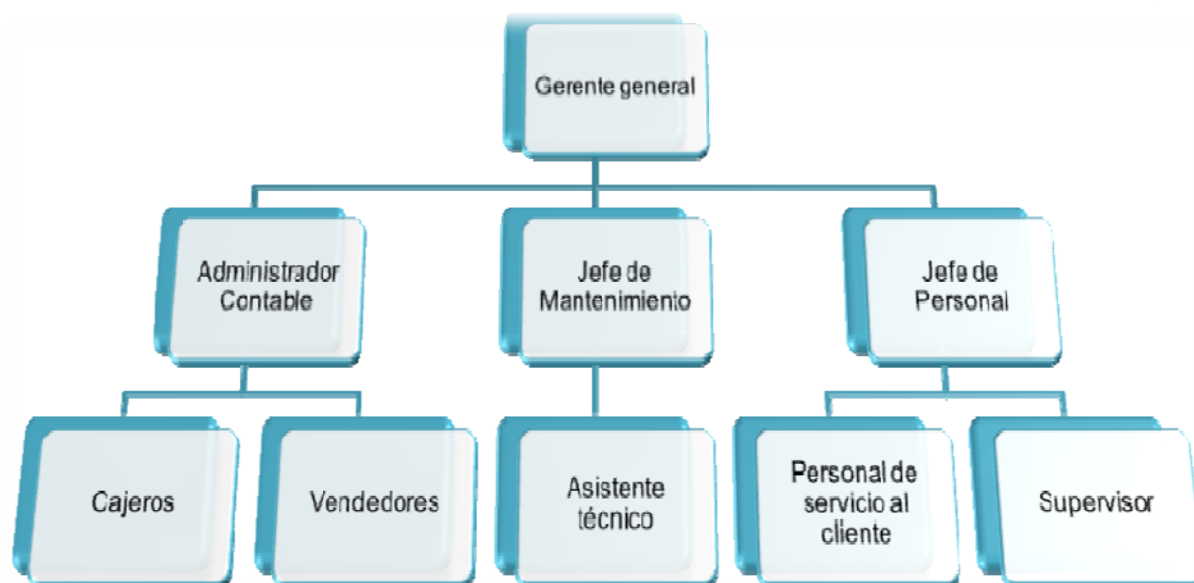 Gerente general
Administrador
Contable
Jefe de
Mantenimiento
Jefe de
Personal
Cajeros
Vendedores
Asistente
técnico
Personal de
servicio al
cliente
Supervisor